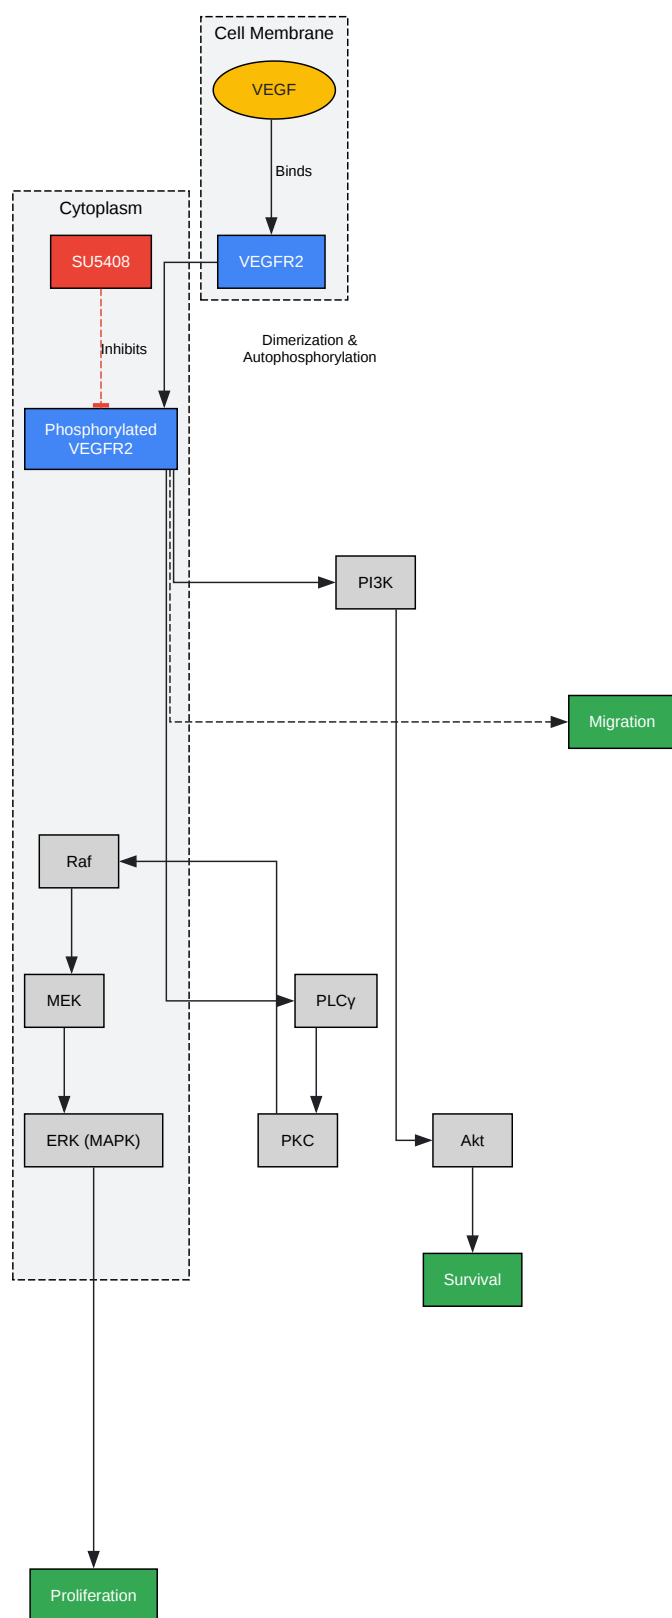 Cell Membrane
VEGF
Binds
Cytoplasm
SU5408
VEGFR2
Inhibits
Dimerization &
Autophosphorylation
Phosphorylated
VEGFR2
PI3K
Migration
Raf
MEK
PLCγ
ERK (MAPK)
PKC
Akt
Survival
Proliferation